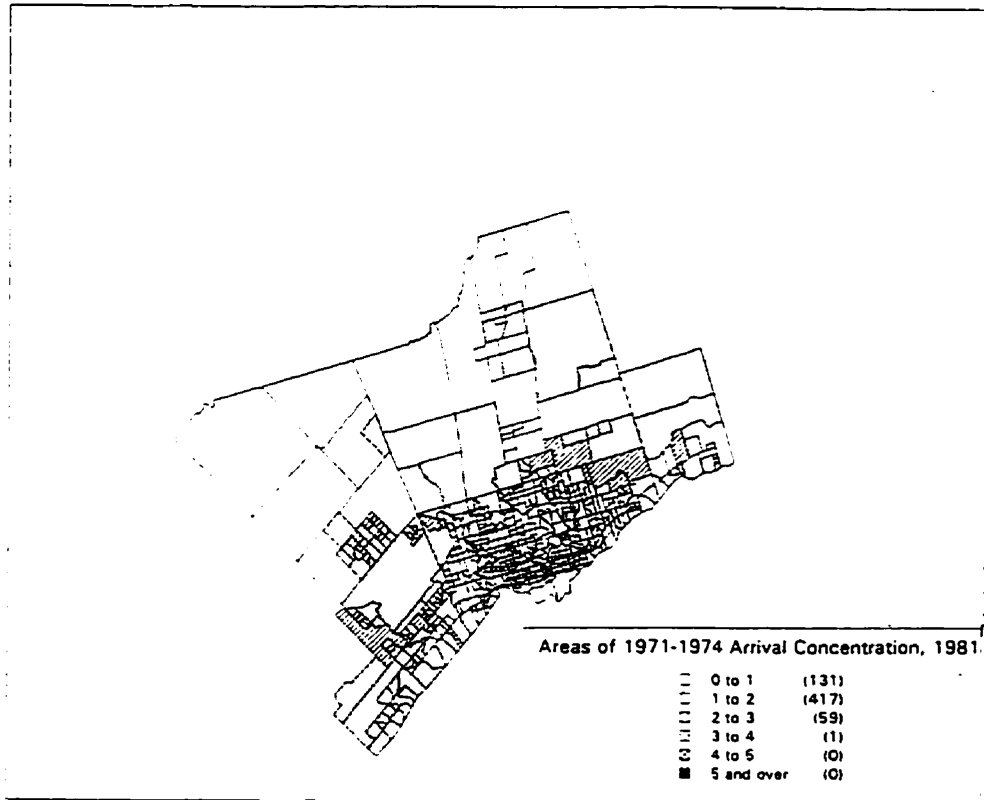 Areas of 1971-1974 Arrival Concentration, 1981
0 to 1 (131)
1 to 2 (417)
2 to 3 (59)
3 to 4 (1)
4 to 5 (0)
5 and over (0)